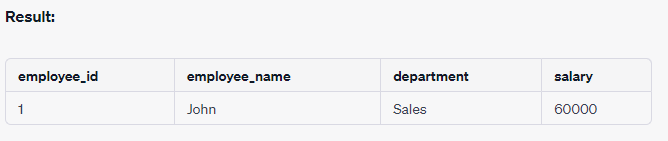 Result:
employee_id employee_name department salary
1 John Sales 60000